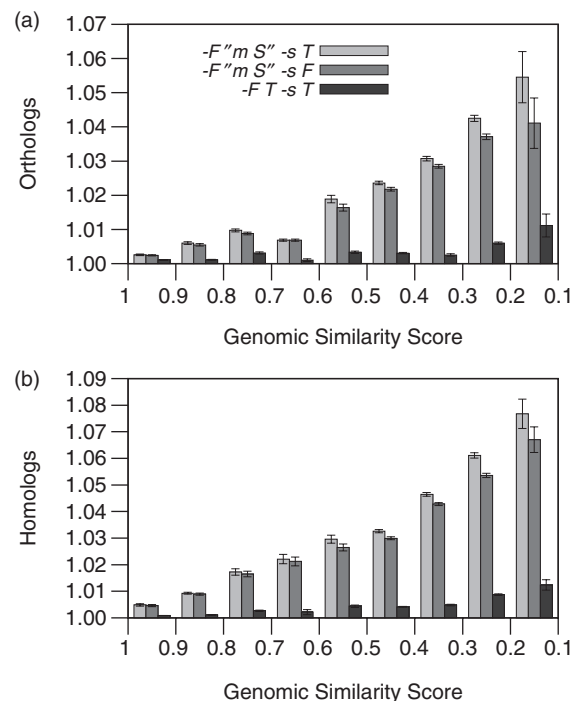 (a)
1.07
1.06
1.05
1.04
1.03
1.02
1.01
1.00
Orthologs
-F "m S" -s T
-F "m S" -s F
-F T -s T
1 0.9 0.8 0.7 0.6 0.5 0.4 0.3 0.2 0.1
Genomic Similarity Score
(b)
1.09
1.08
1.07
1.06
1.05
1.04
1.03
1.02
1.01
1.00
Homologs
1 0.9 0.8 0.7 0.6 0.5 0.4 0.3 0.2 0.1
Genomic Similarity Score